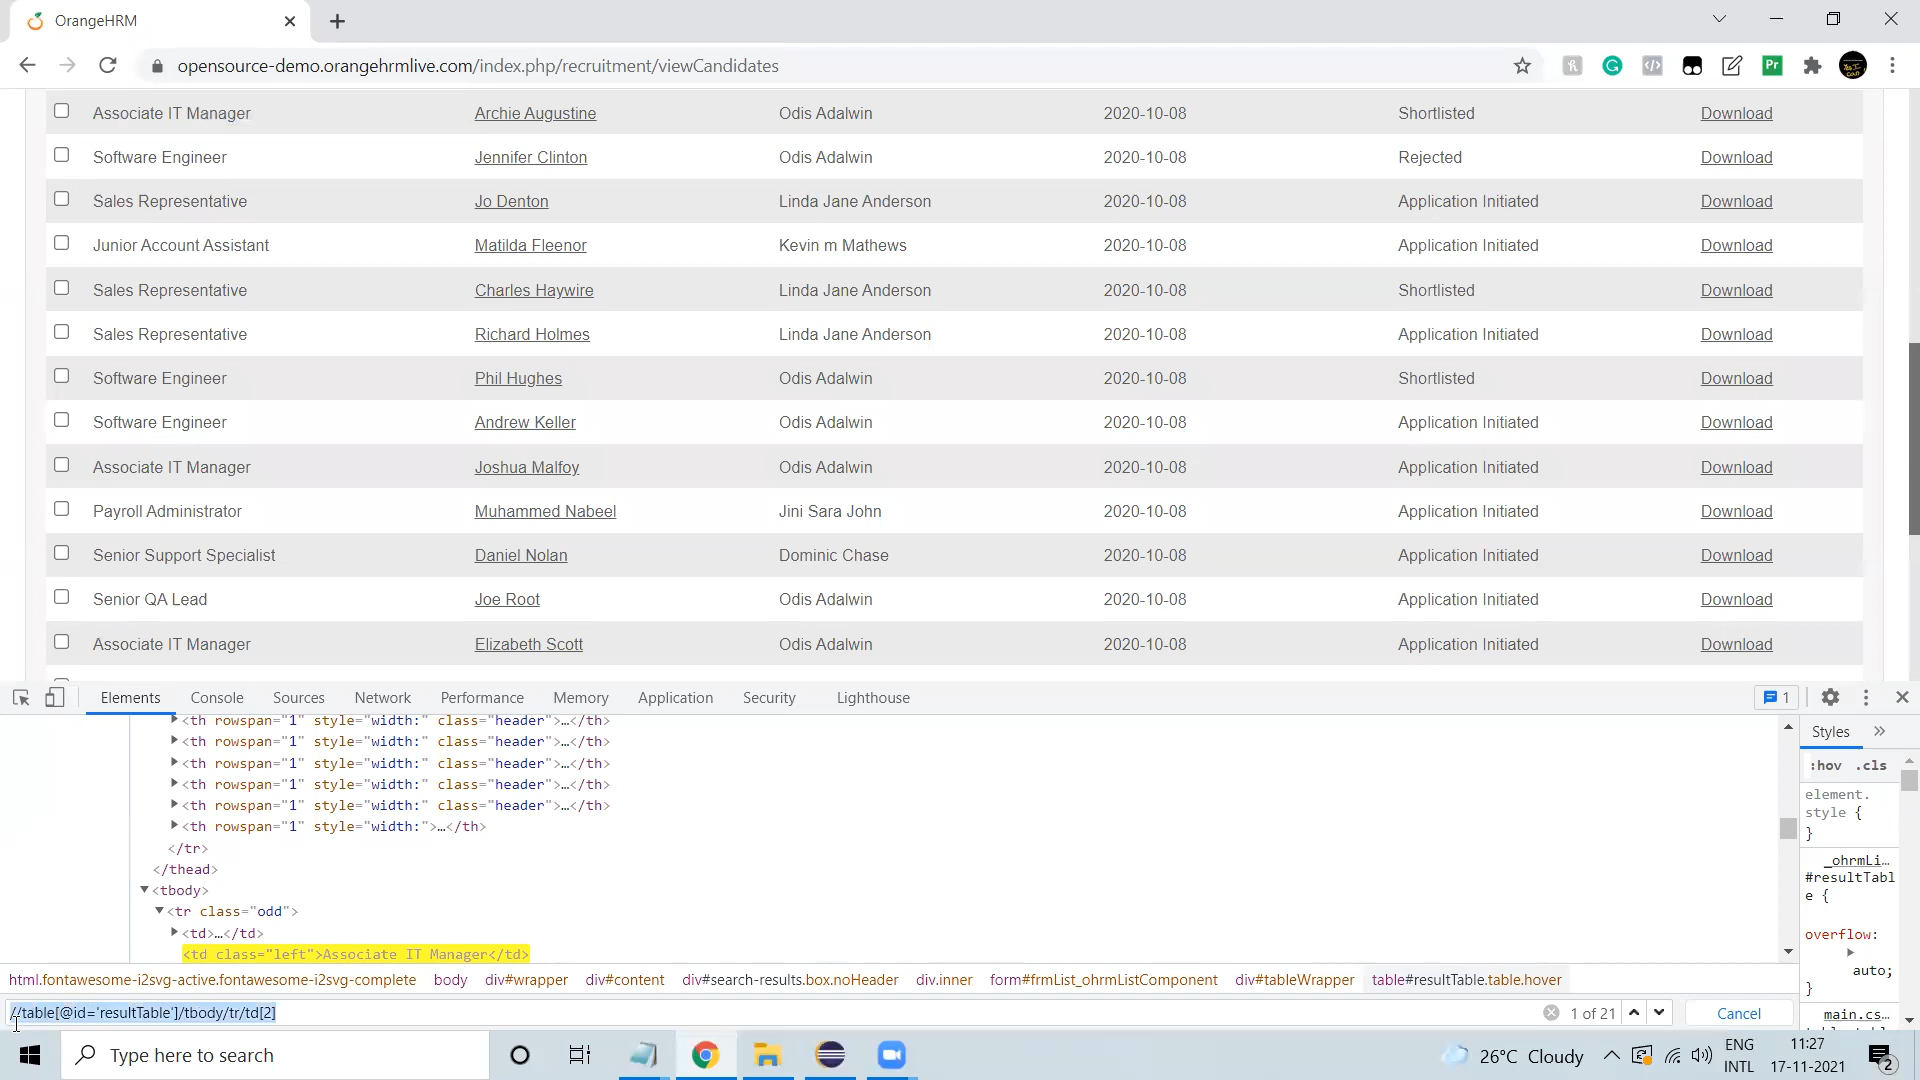 OrangeHRM
opensource-demo.orangehrmlive.com/index.php/recruitment/viewCandidates
Associate IT Manager Archie Augustine Odis Adalwin 2020-10-08 Shortlisted Download
Software Engineer Jennifer Clinton Odis Adalwin 2020-10-08 Rejected Download
Sales Representative Jo Denton Linda Jane Anderson 2020-10-08 Application Initiated Download
Junior Account Assistant Matilda Fleenor Kevin m Mathews 2020-10-08 Application Initiated Download
Sales Representative Charles Haywire Linda Jane Anderson 2020-10-08 Shortlisted Download
Sales Representative Richard Holmes Linda Jane Anderson 2020-10-08 Application Initiated Download
Software Engineer Phil Hughes Odis Adalwin 2020-10-08 Shortlisted Download
Software Engineer Andrew Keller Odis Adalwin 2020-10-08 Application Initiated Download
Associate IT Manager Joshua Malfoy Odis Adalwin 2020-10-08 Application Initiated Download
Payroll Administrator Muhammed Nabeel Jini Sara John 2020-10-08 Application Initiated Download
Senior Support Specialist Daniel Nolan Dominic Chase 2020-10-08 Application Initiated Download
Senior QA Lead Joe Root Odis Adalwin 2020-10-08 Application Initiated Download
Associate IT Manager Elizabeth Scott Odis Adalwin 2020-10-08 Application Initiated Download
Elements Console Sources Network Performance Memory Application Security Lighthouse 1
<th rowspan="1" style="width:" class="header">…</th>
<th rowspan="1" style="width:" class="header">…</th>
<th rowspan="1" style="width:" class="header">…</th>
<th rowspan="1" style="width:" class="header">…</th>
<th rowspan="1" style="width:" class="header">…</th>
<th rowspan="1" style="width:">…</th>
</tr>
</thead>
<tbody>
<tr class="odd">
<td>…</td>
<td class="left">Associate IT Manager</td>
Styles »
:hov .cls
element.
style {
}
_ohrmLi…
#resultTabl
e {
overflow:
auto;
}
main.cs…
html.fontawesome-i2svg-active.fontawesome-i2svg-complete body div#wrapper div#content div#search-results.box.noHeader div.inner form#frmList_ohrmListComponent div#tableWrapper table#resultTable.table.hover
//table[@id='resultTable']/tbody/tr/td[2] 1 of 21 Cancel
Type here to search
26°C Cloudy
ENG
INTL
11:27
17-11-2021
2
Pr